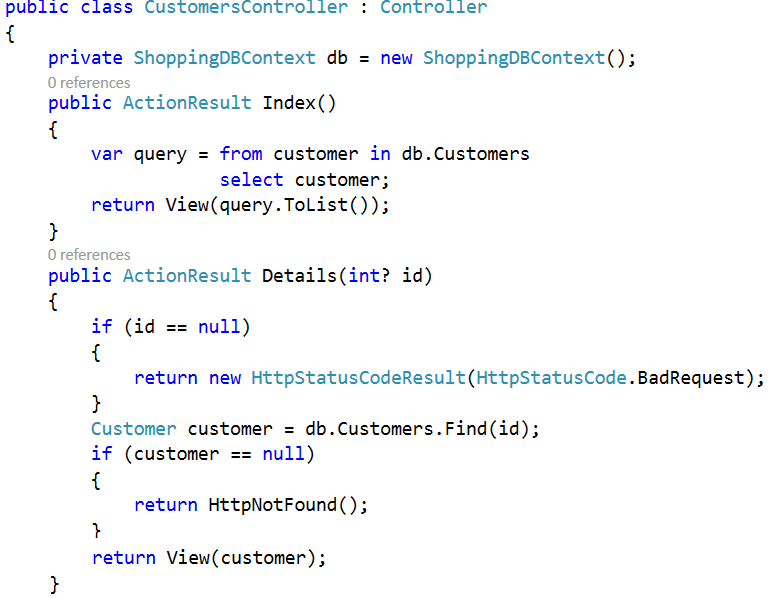 public class CustomersController : Controller
{
    private ShoppingDBContext db = new ShoppingDBContext();
    0 references
    public ActionResult Index()
    {
        var query = from customer in db.Customers
                    select customer;
        return View(query.ToList());
    }
    0 references
    public ActionResult Details(int? id)
    {
        if (id == null)
        {
            return new HttpStatusCodeResult(HttpStatusCode.BadRequest);
        }
        Customer customer = db.Customers.Find(id);
        if (customer == null)
        {
            return HttpNotFound();
        }
        return View(customer);
    }